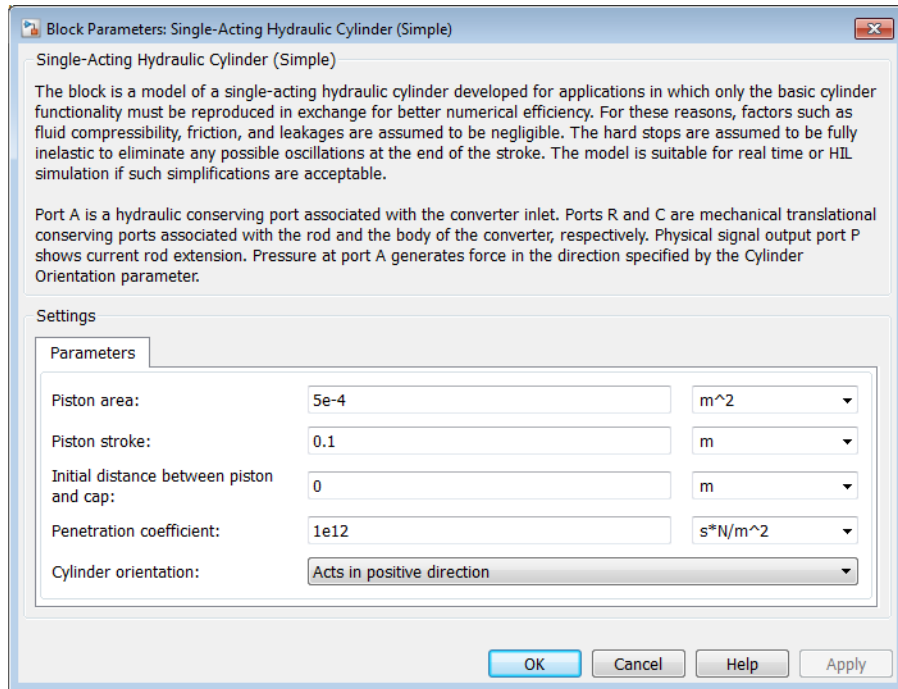 Block Parameters: Single-Acting Hydraulic Cylinder (Simple)
Single-Acting Hydraulic Cylinder (Simple)
The block is a model of a single-acting hydraulic cylinder developed for applications in which only the basic cylinder
functionality must be reproduced in exchange for better numerical efficiency. For these reasons, factors such as
fluid compressibility, friction, and leakages are assumed to be negligible. The hard stops are assumed to be fully
inelastic to eliminate any possible oscillations at the end of the stroke. The model is suitable for real time or HIL
simulation if such simplifications are acceptable.
Port A is a hydraulic conserving port associated with the converter inlet. Ports R and C are mechanical translational
conserving ports associated with the rod and the body of the converter, respectively. Physical signal output port P
shows current rod extension. Pressure at port A generates force in the direction specified by the Cylinder
Orientation parameter.
Settings
Parameters
Piston area: 5e-4 m^2
Piston stroke: 0.1 m
Initial distance between piston
and cap: 0 m
Penetration coefficient: 1e12 s*N/m^2
Cylinder orientation: Acts in positive direction
OK Cancel Help Apply